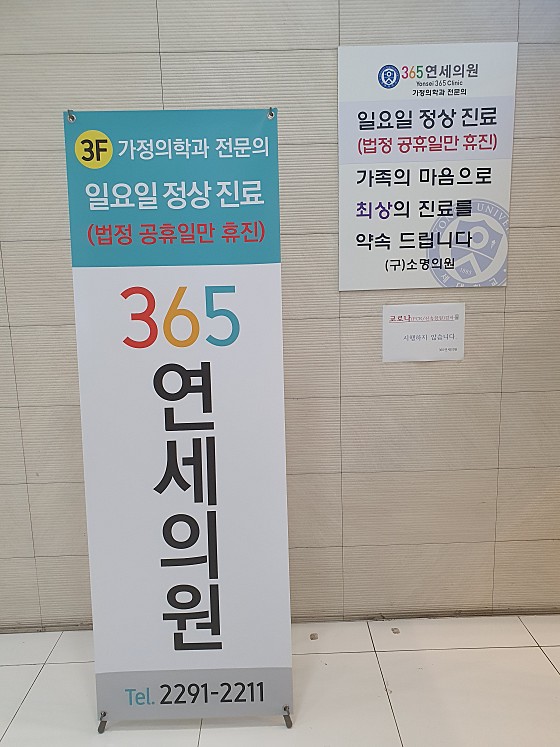 3F 가정의학과 전문의
일요일 정상 진료
(법정 공휴일만 휴진)
365
연세의원
Tel. 2291-2211
365연세의원
Yonsei 365 Clinic
가정의학과 전문의
일요일 정상 진료
(법정 공휴일만 휴진)
가족의 마음으로
최상의 진료를
약속 드립니다
(구)소명의원
코로나
시행하지 않습니다